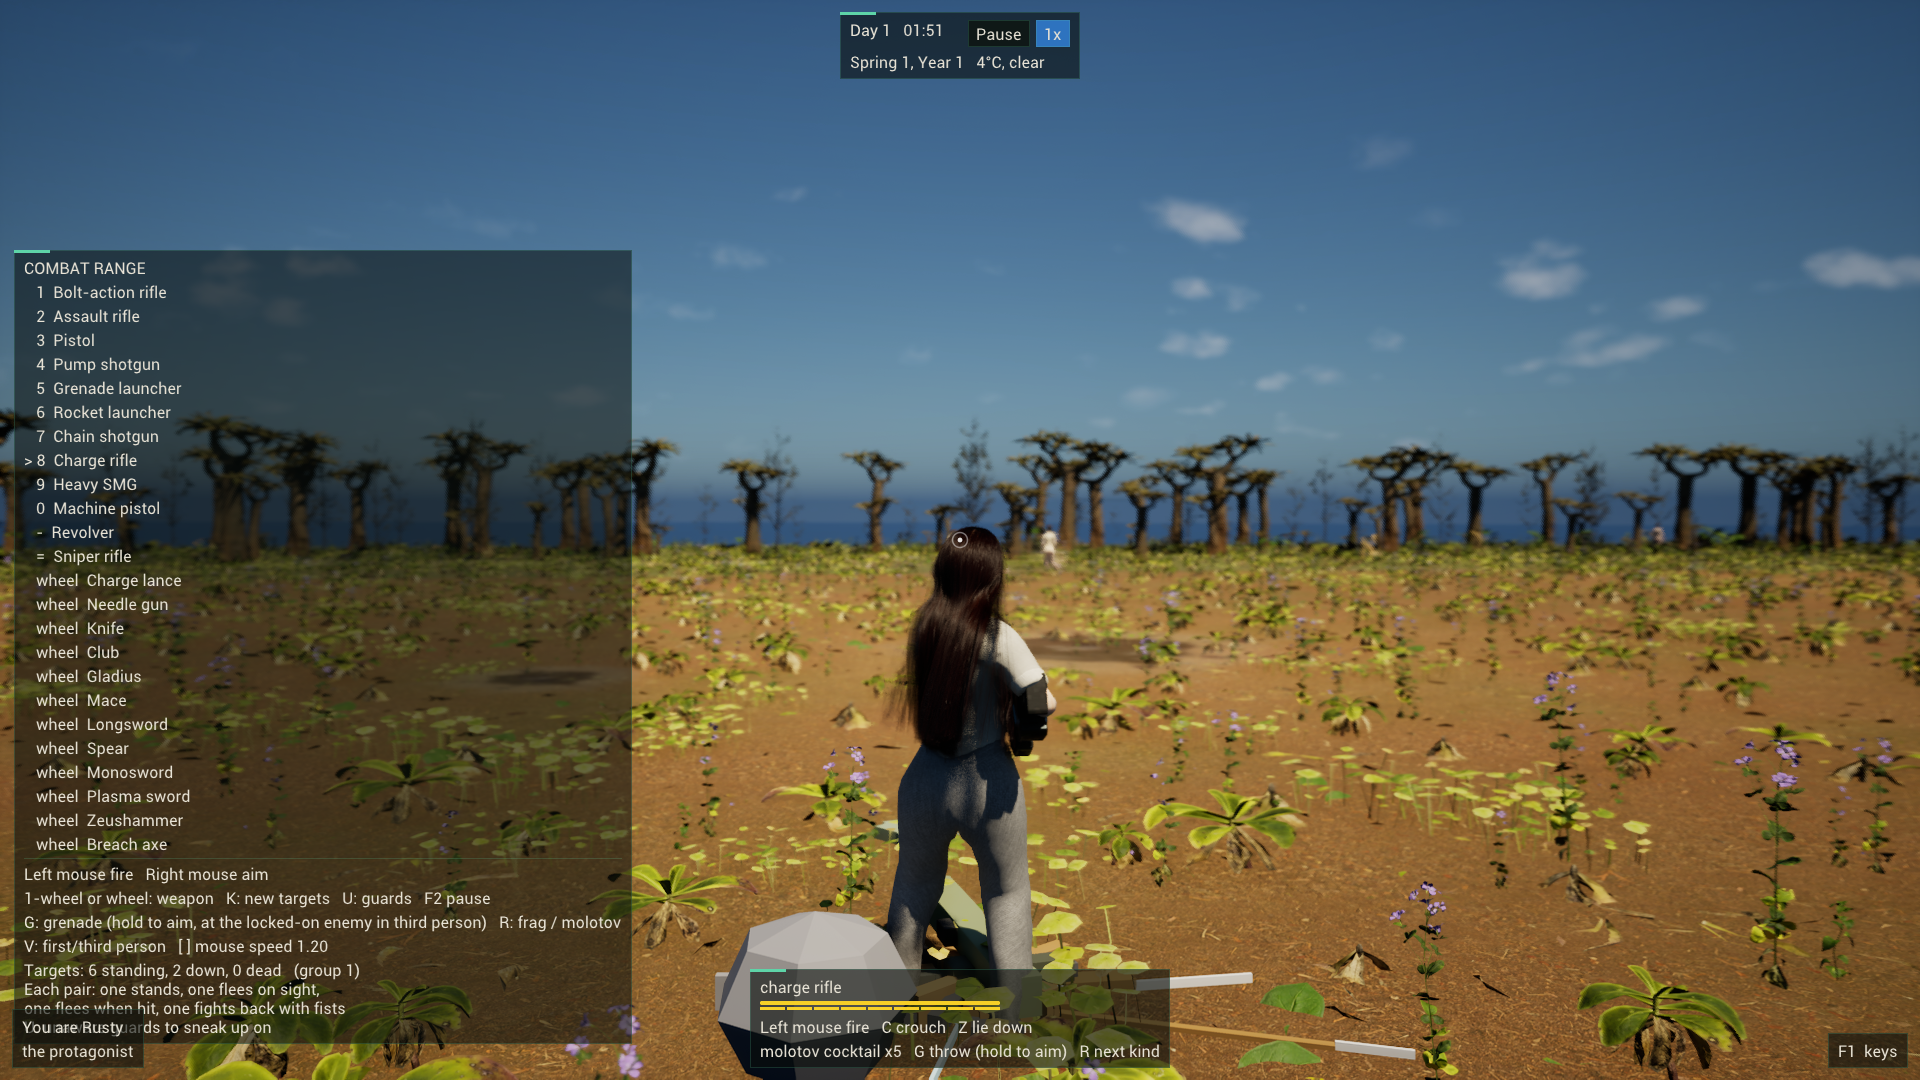 Day 1 01:51 Pause 1x
Spring 1, Year 1 4°C, clear
COMBAT RANGE
1 Bolt-action rifle
2 Assault rifle
3 Pistol
4 Pump shotgun
5 Grenade launcher
6 Rocket launcher
7 Chain shotgun
> 8 Charge rifle
9 Heavy SMG
0 Machine pistol
- Revolver
= Sniper rifle
wheel Charge lance
wheel Needle gun
wheel Knife
wheel Club
wheel Gladius
wheel Mace
wheel Longsword
wheel Spear
wheel Monosword
wheel Plasma sword
wheel Zeushammer
wheel Breach axe
Left mouse fire Right mouse aim
1-wheel or wheel: weapon K: new targets U: guards F2 pause
G: grenade (hold to aim, at the locked-on enemy in third person) R: frag / molotov
V: first/third person [ ] mouse speed 1.20
Targets: 6 standing, 2 down, 0 dead (group 1)
Each pair: one stands, one flees on sight,
one flees when hit, one fights back with fists
ds to sneak up on
You are Rusty
the protagonist
charge rifle
Left mouse fire C crouch Z lie down
molotov cocktail x5 G throw (hold to aim) R next kind
F1 keys